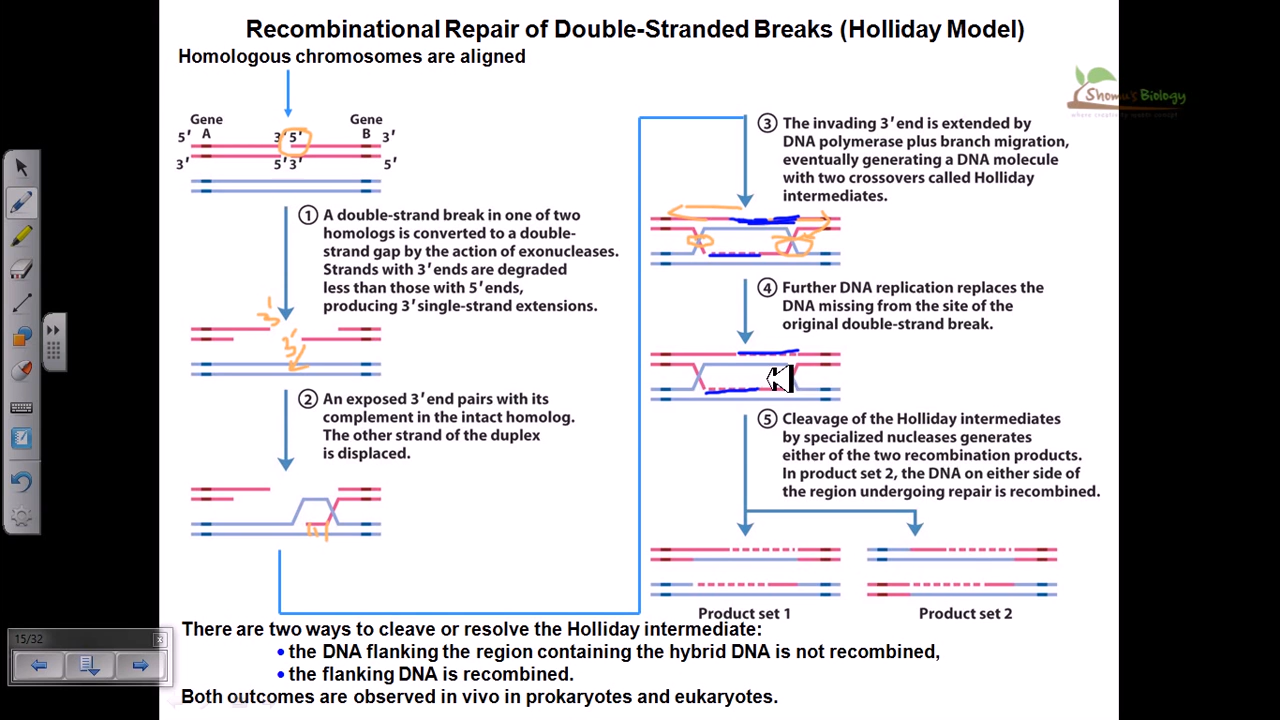 Recombinational Repair of Double-Stranded Breaks (Holliday Model)
Homologous chromosomes are aligned
Shomu's Biology
Gene A
Gene B
5′ 3′ 5′ 3′
3′ 5′ 3′ 5′
① A double-strand break in one of two
homologs is converted to a double-
strand gap by the action of exonucleases.
Strands with 3′ends are degraded
less than those with 5′ends,
producing 3′single-strand extensions.
3'
3'
② An exposed 3′end pairs with its
complement in the intact homolog.
The other strand of the duplex
is displaced.
③ The invading 3′end is extended by
DNA polymerase plus branch migration,
eventually generating a DNA molecule
with two crossovers called Holliday
intermediates.
④ Further DNA replication replaces the
DNA missing from the site of the
original double-strand break.
⑤ Cleavage of the Holliday intermediates
by specialized nucleases generates
either of the two recombination products.
In product set 2, the DNA on either side of
the region undergoing repair is recombined.
Product set 1
Product set 2
There are two ways to cleave or resolve the Holliday intermediate:
• the DNA flanking the region containing the hybrid DNA is not recombined,
• the flanking DNA is recombined.
Both outcomes are observed in vivo in prokaryotes and eukaryotes.
15/32